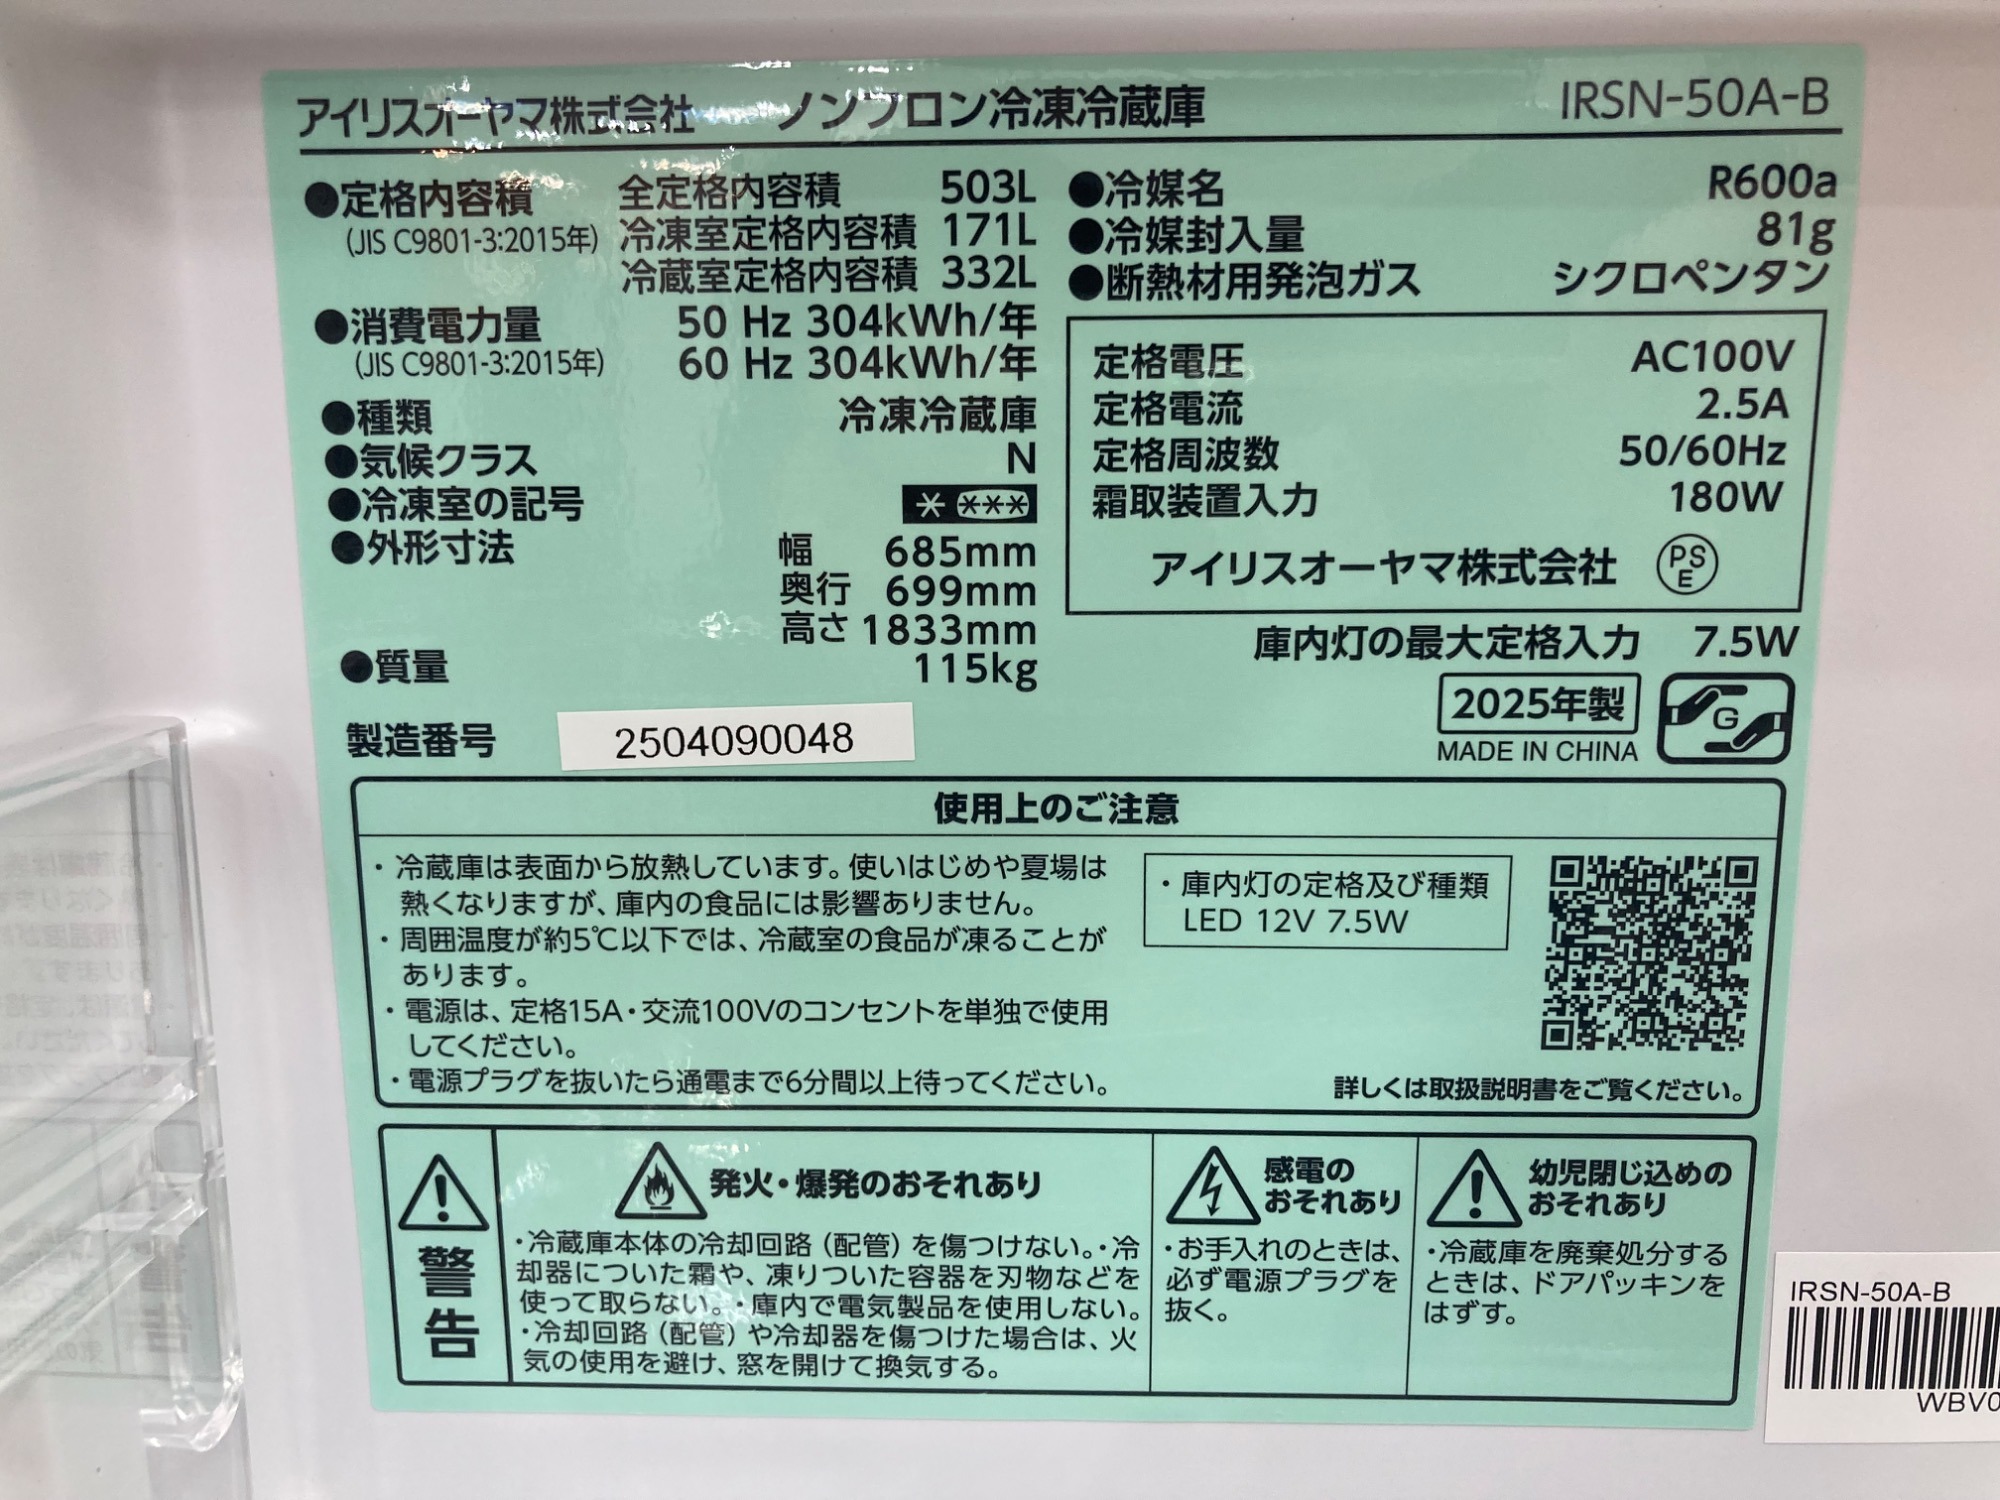 アイリスオーヤマ株式会社 ノンフロン冷凍冷蔵庫 IRSN-50A-B
●定格内容積 全定格内容積 503L
(JIS C9801-3:2015年) 冷凍室定格内容積 171L
冷蔵室定格内容積 332L
●消費電力量 50 Hz 304kWh/年
(JIS C9801-3:2015年) 60 Hz 304kWh/年
●種類 冷凍冷蔵庫
●気候クラス N
●冷凍室の記号 * ***
●外形寸法 幅 685mm
奥行 699mm
高さ 1833mm
●質量 115kg
製造番号 2504090048
●冷媒名 R600a
●冷媒封入量 81g
●断熱材用発泡ガス シクロペンタン
定格電圧 AC100V
定格電流 2.5A
定格周波数 50/60Hz
霜取装置入力 180W
アイリスオーヤマ株式会社 PSE
庫内灯の最大定格入力 7.5W
2025年製
MADE IN CHINA
G
使用上のご注意
・冷蔵庫は表面から放熱しています。使いはじめや夏場は
熱くなりますが、庫内の食品には影響ありません。
・周囲温度が約5℃以下では、冷蔵室の食品が凍ることが
あります。
・電源は、定格15A・交流100Vのコンセントを単独で使用
してください。
・電源プラグを抜いたら通電まで6分間以上待ってください。
・庫内灯の定格及び種類
LED 12V 7.5W
詳しくは取扱説明書をご覧ください。
警告
発火・爆発のおそれあり
・冷蔵庫本体の冷却回路（配管）を傷つけない。・冷
却器についた霜や、凍りついた容器を刃物などを
使って取らない。・庫内で電気製品を使用しない。
・冷却回路（配管）や冷却器を傷つけた場合は、火
気の使用を避け、窓を開けて換気する。
感電の
おそれあり
・お手入れのときは、
必ず電源プラグを
抜く。
幼児閉じ込めの
おそれあり
・冷蔵庫を廃棄処分する
ときは、ドアパッキンを
はずす。
IRSN-50A-B
WBV0